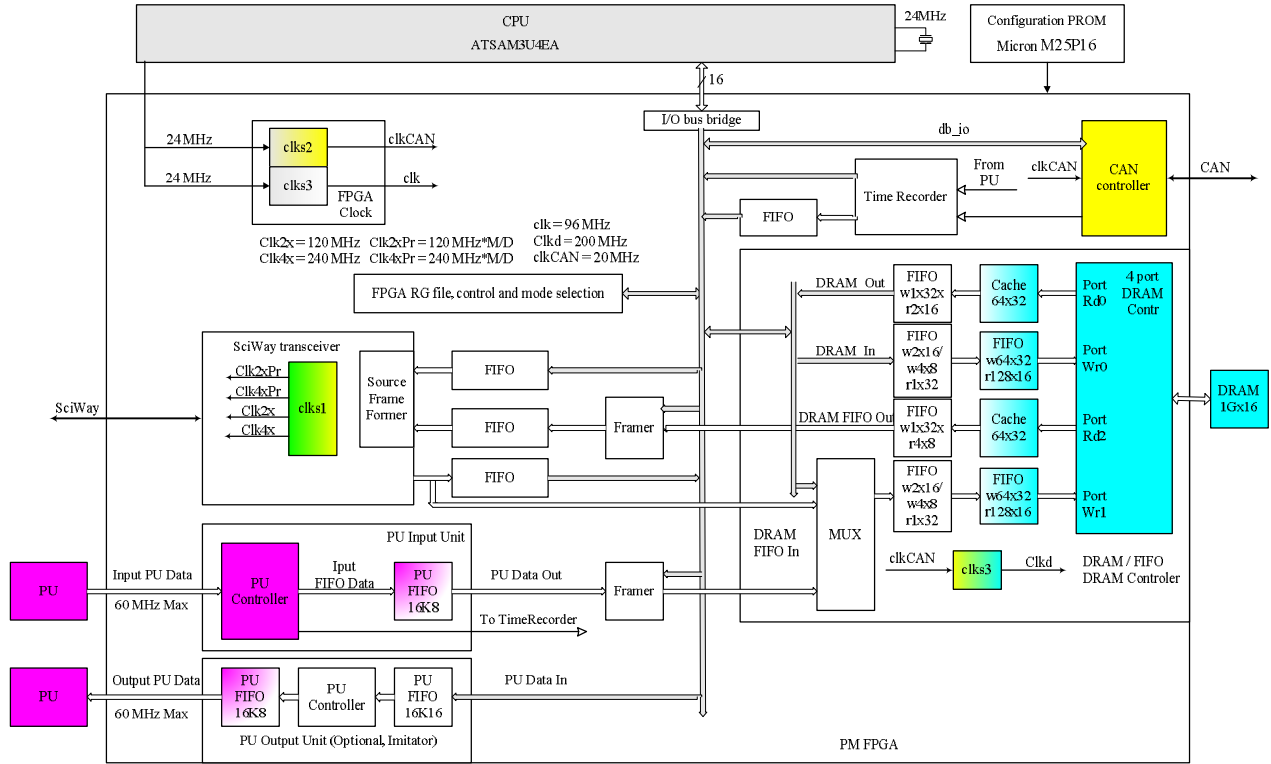 CPU
ATSAM3U4EA
24MHz
Configuration PROM
Micron M25P16
16
I/O bus bridge
db_io
24MHz
clks2
clkCAN
24MHz
clks3
clk
FPGA
Clock
From
PU
clkCAN
CAN
controller
CAN
Time Recorder
FIFO
clk = 96 MHz
Clk2x = 120 MHz
Clk2xPr = 120 MHz*M/D
Clkd = 200 MHz
Clk4x = 240 MHz
Clk4xPr = 240 MHz*M/D
clkCAN = 20 MHz
FPGA RG file, control and mode selection
DRAM Out
FIFO
w1x32x
r2x16
Cache
64x32
Port
Rd0
4 port
DRAM
Contr
DRAM In
FIFO
w2x16/
w4x8
r1x32
FIFO
w64x32
r128x16
Port
Wr0
DRAM
1Gx16
DRAM FIFO Out
FIFO
w1x32x
r4x8
Cache
64x32
Port
Rd2
FIFO
w2x16/
w4x8
r1x32
FIFO
w64x32
r128x16
Port
Wr1
MUX
DRAM
FIFO In
clkCAN
clks3
Clkd
DRAM / FIFO
DRAM Controler
SciWay transceiver
Clk2xPr
Clk4xPr
Clk2x
Clk4x
clks1
Source
Frame
Former
SciWay
FIFO
FIFO
Framer
FIFO
PU Input Unit
PU
Input PU Data
60 MHz Max
PU
Controller
Iput
FIFO Data
PU
FIFO
16K8
PU Data Out
Framer
To TimeRecorder
PU
Output PU Data
60 MHz Max
PU
FIFO
16K8
PU
Controller
PU
FIFO
16K16
PU Data In
PU Output Unit (Optional, Imitator)
PM FPGA